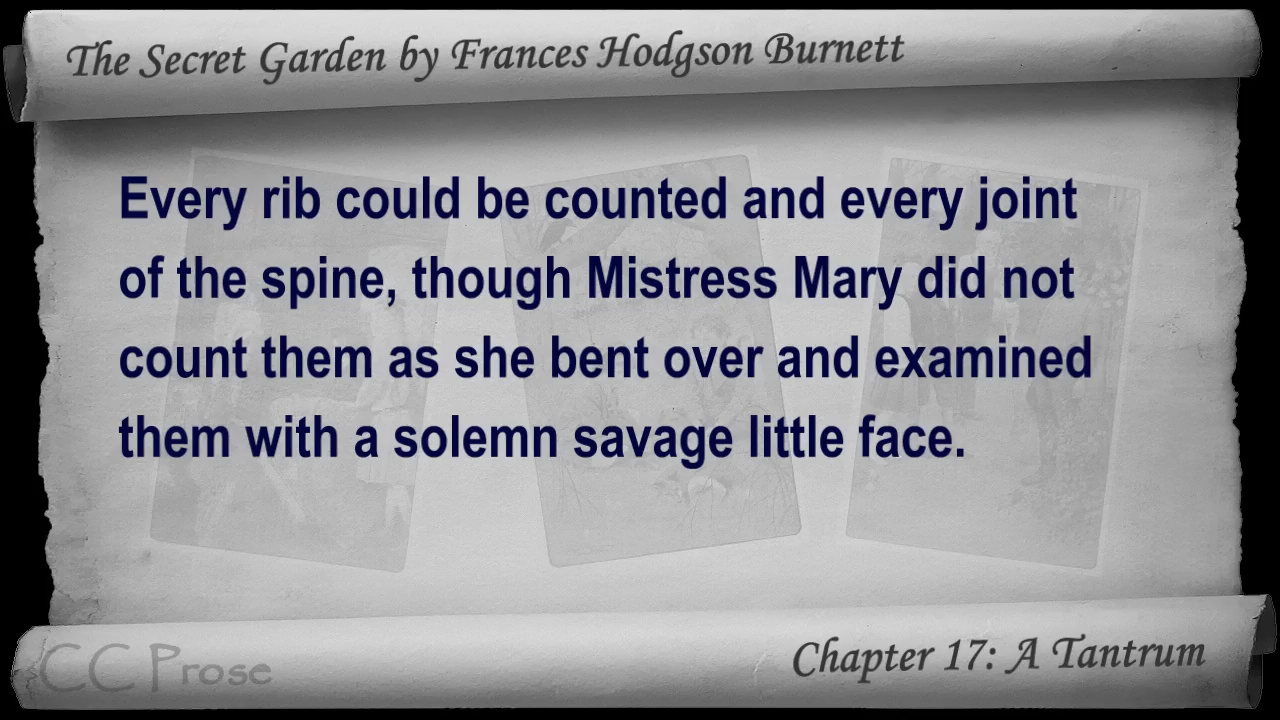 The Secret Garden by Frances Hodgson Burnett
Every rib could be counted and every joint
of the spine, though Mistress Mary did not
count them as she bent over and examined
them with a solemn savage little face.
CC Prose
Chapter 17: A Tantrum